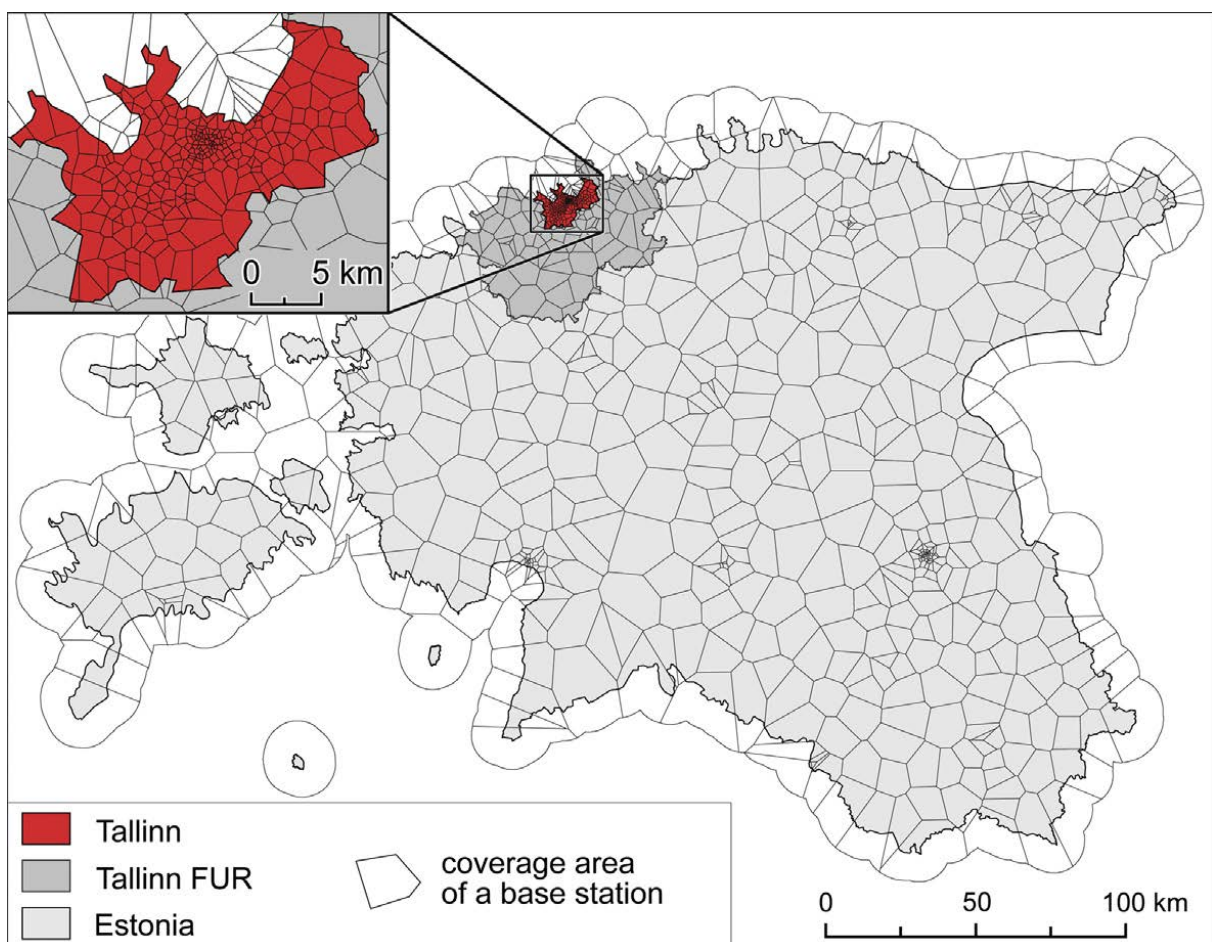 0 5 km
Tallinn
Tallinn FUR
Estonia
coverage area
of a base station
0 50 100 km